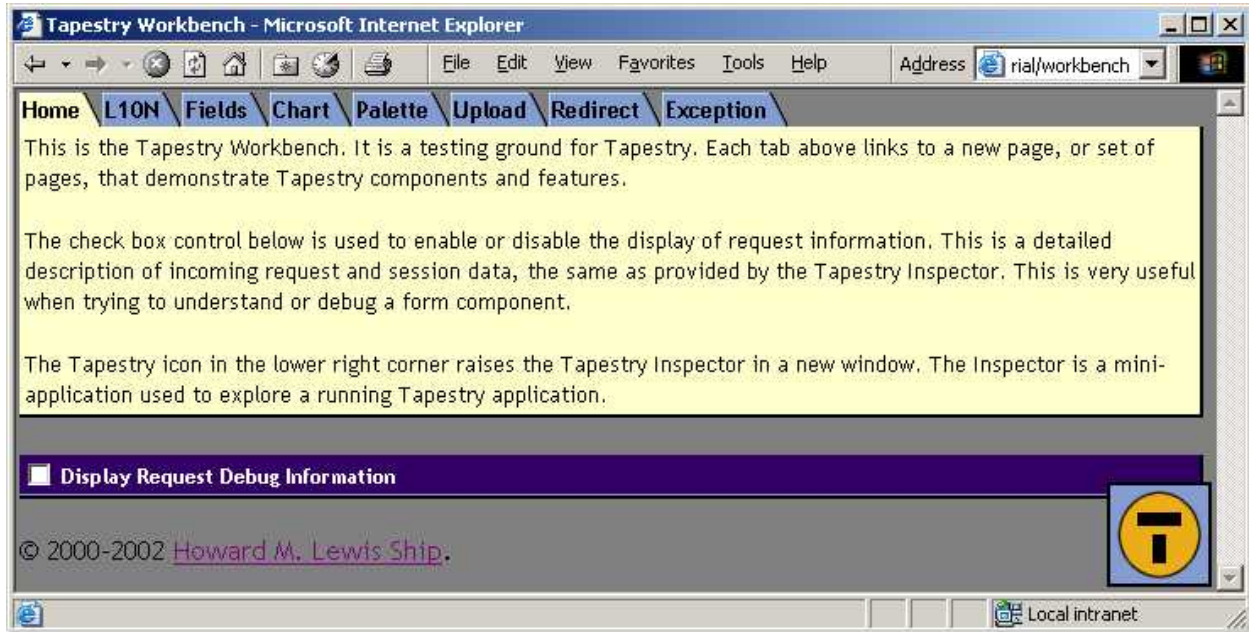 Tapestry Workbench - Microsoft Internet Explorer
File Edit View Favorites Tools Help Address rial/workbench
Home L10N Fields Chart Palette Upload Redirect Exception
This is the Tapestry Workbench. It is a testing ground for Tapestry. Each tab above links to a new page, or set of
pages, that demonstrate Tapestry components and features.
The check box control below is used to enable or disable the display of request information. This is a detailed
description of incoming request and session data, the same as provided by the Tapestry Inspector. This is very useful
when trying to understand or debug a form component.
The Tapestry icon in the lower right corner raises the Tapestry Inspector in a new window. The Inspector is a mini-
application used to explore a running Tapestry application.
Display Request Debug Information
© 2000-2002 Howard M. Lewis Ship.
Local intranet